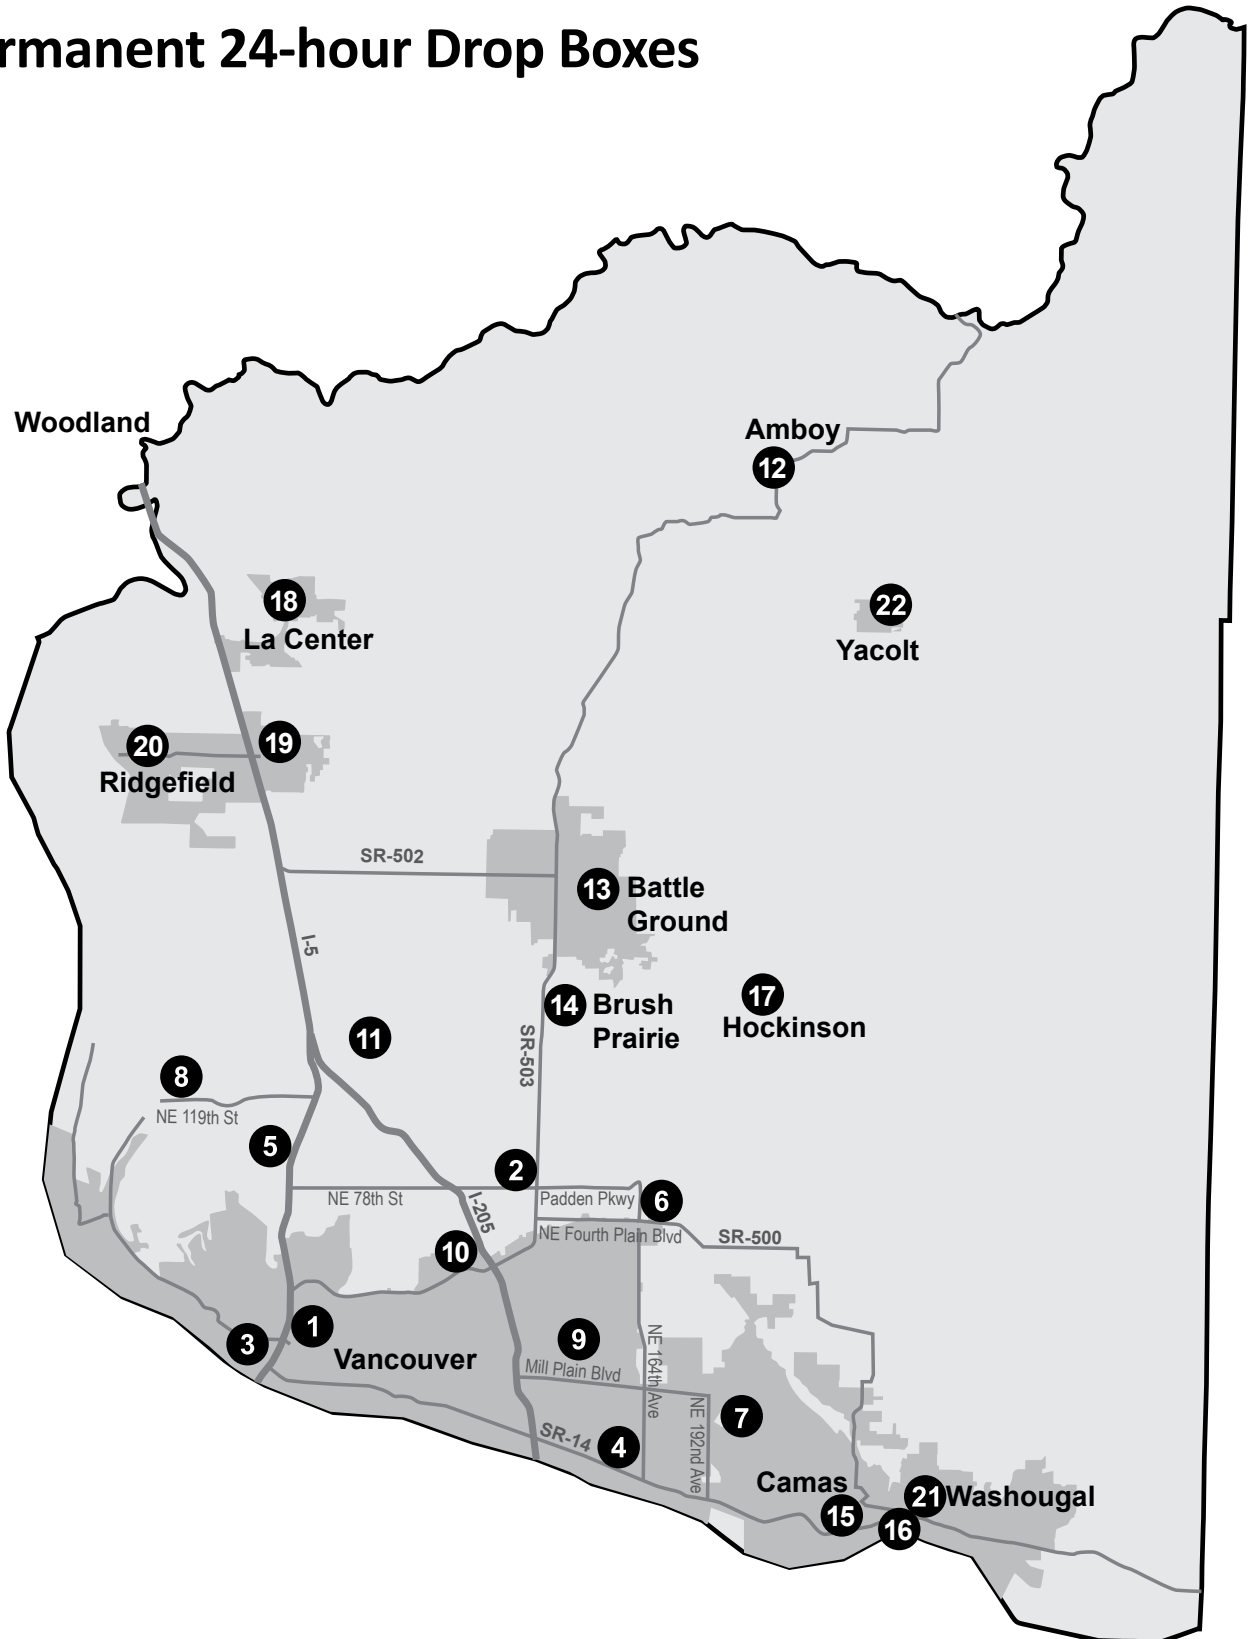 rmanent 24-hour Drop Boxes
Woodland
Amboy
12
18
La Center
22
Yacolt
20
19
Ridgefield
SR-502
13
Battle
Ground
I-5
14
Brush
Prairie
17
Hockinson
11
SR-503
8
NE 119th St
5
2
NE 78th St
I-205
Padden Pkwy
6
NE Fourth Plain Blvd
SR-500
10
1
3
Vancouver
9
Mill Plain Blvd
NE 164th Ave
NE 192nd Ave
7
SR-14
4
Camas
15
16
21
Washougal